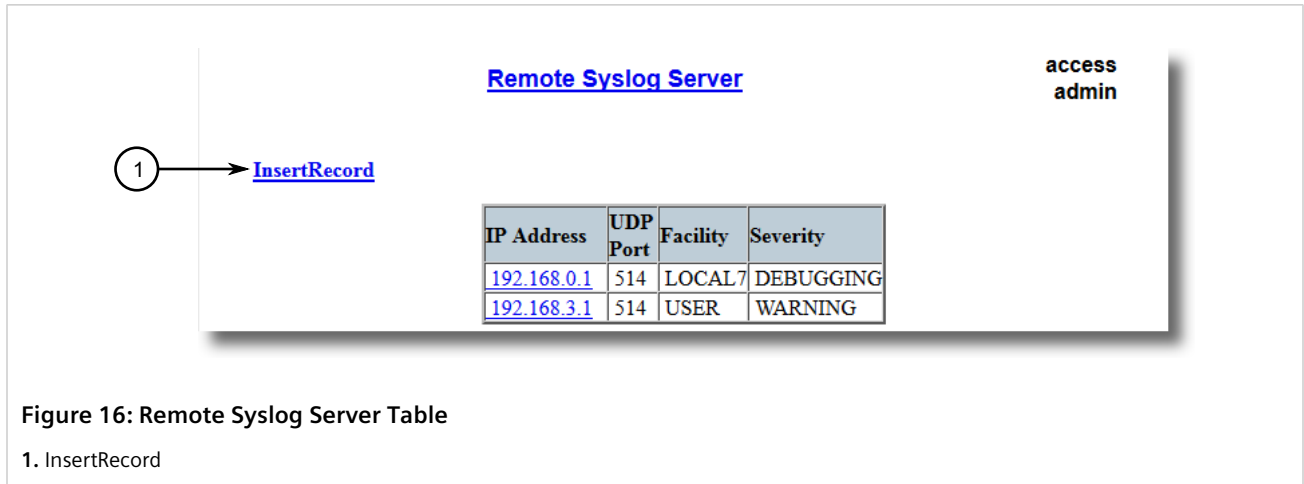 Remote Syslog Server
access
admin
1
InsertRecord
IP Address UDP Port Facility Severity
192.168.0.1 514 LOCAL7 DEBUGGING
192.168.3.1 514 USER WARNING
Figure 16: Remote Syslog Server Table
1. InsertRecord